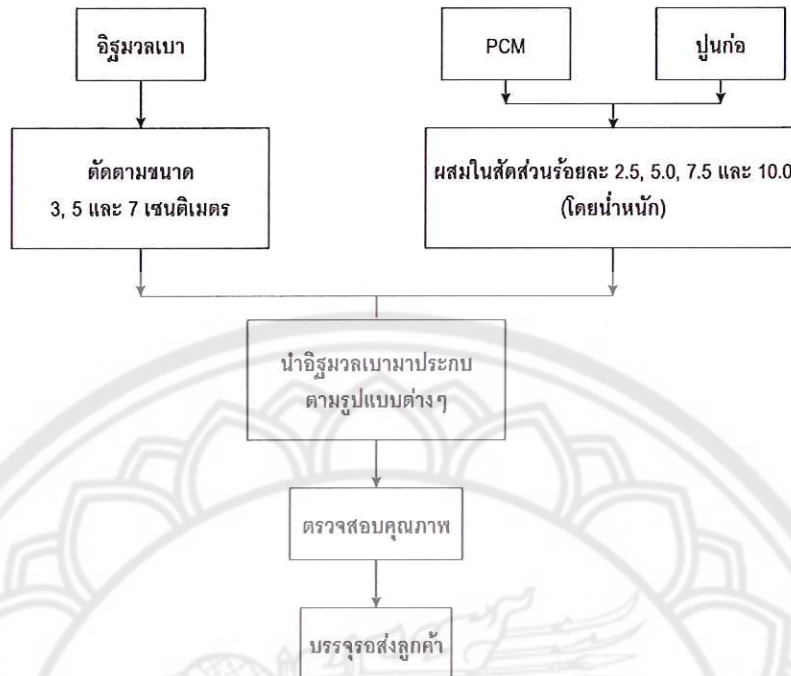 อิฐมวลเบา
PCM
ปูนก่อ
ตัดตามขนาด
3, 5 และ 7 เซนติเมตร
ผสมในสัดส่วนร้อยละ 2.5, 5.0, 7.5 และ 10.0
(โดยน้ำหนัก)
นำอิฐมวลเบามาประกบ
ตามรูปแบบต่างๆ
ตรวจสอบคุณภาพ
บรรจุรอส่งลูกค้า